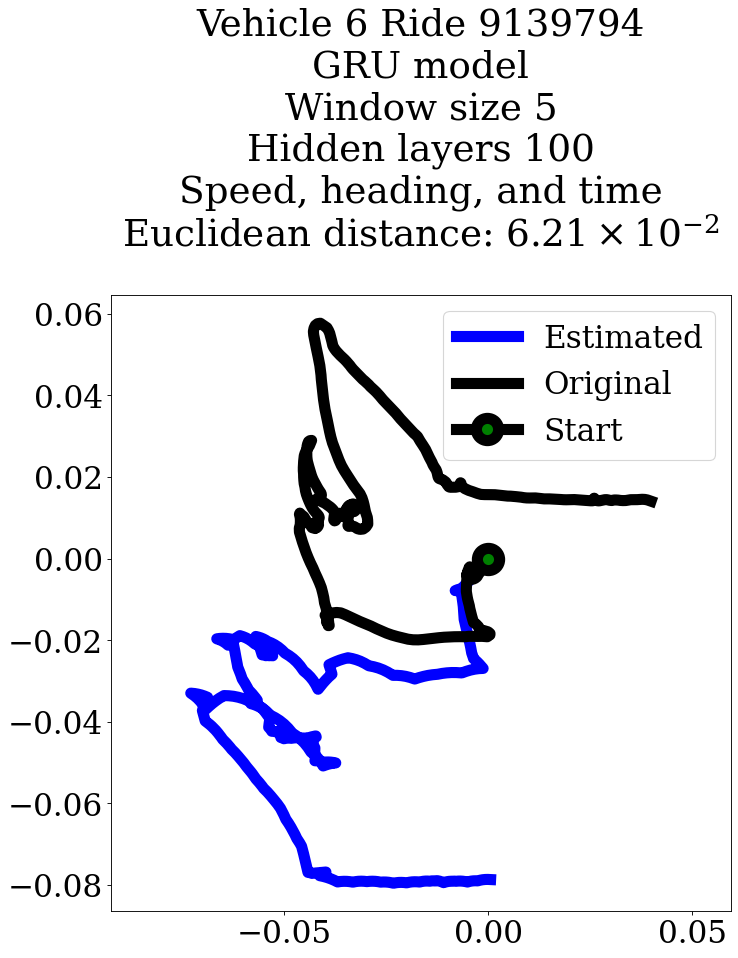 Vehicle 6 Ride 9139794
GRU model
Window size 5
Hidden layers 100
Speed, heading, and time
Euclidean distance: 6.21 × 10⁻²
Estimated
Original
Start
0.06
0.04
0.02
0.00
−0.02
−0.04
−0.06
−0.08
−0.05
0.00
0.05